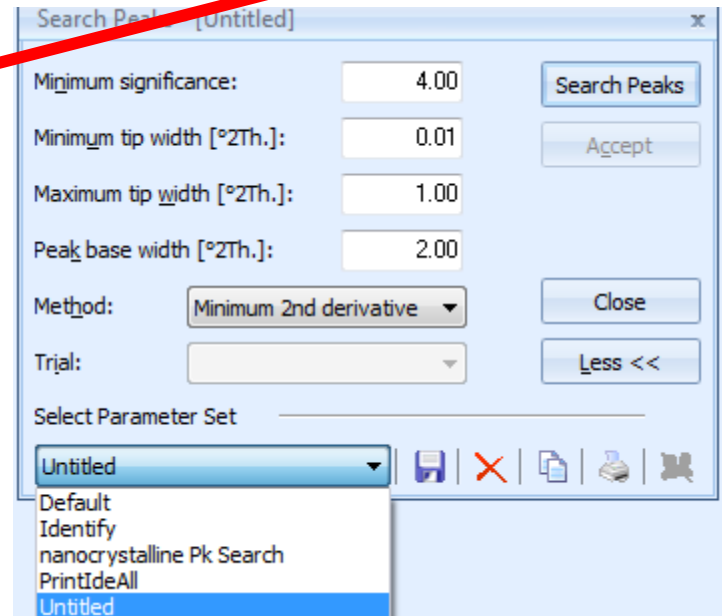 Search Peaks - [Untitled] x
Minimum significance: 4.00 Search Peaks
Minimum tip width [°2Th.]: 0.01 Accept
Maximum tip width [°2Th.]: 1.00
Peak base width [°2Th.]: 2.00
Method: Minimum 2nd derivative Close
Trial: Less <<
Select Parameter Set
Untitled
Default
Identify
nanocrystalline Pk Search
PrintIdeAll
Untitled